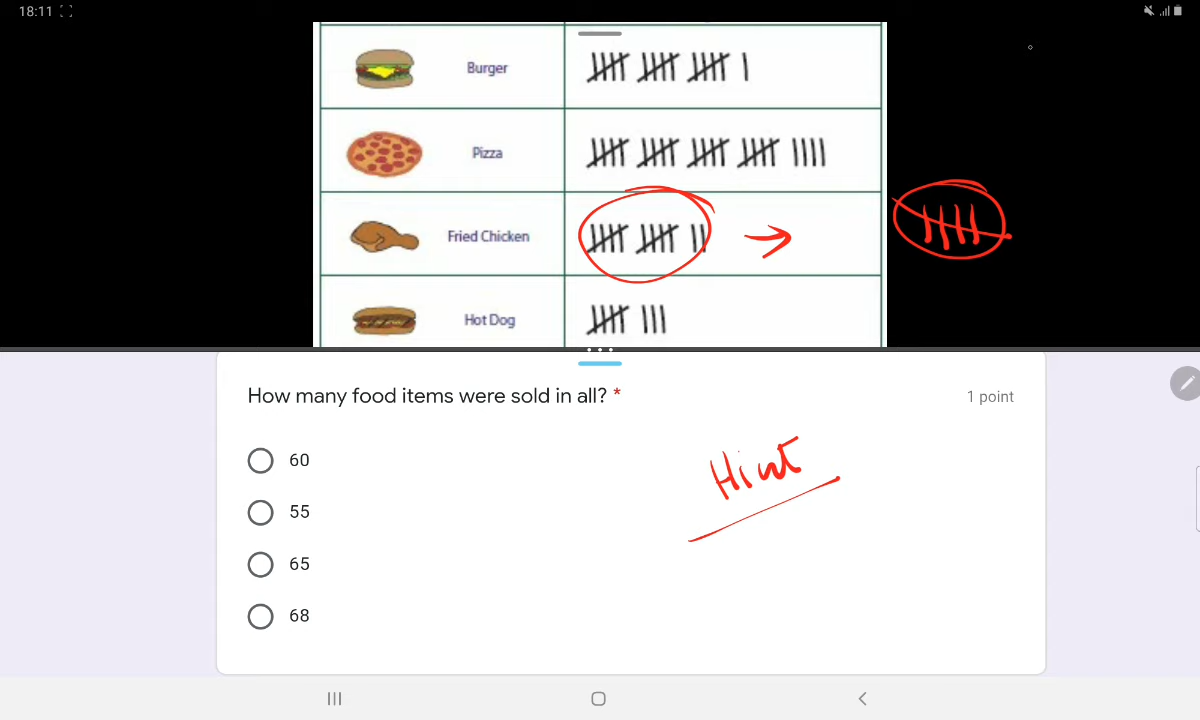 18:11
Burger
Pizza
Fried Chicken
Hot Dog
How many food items were sold in all? *
1 point
60
55
65
68
Hint